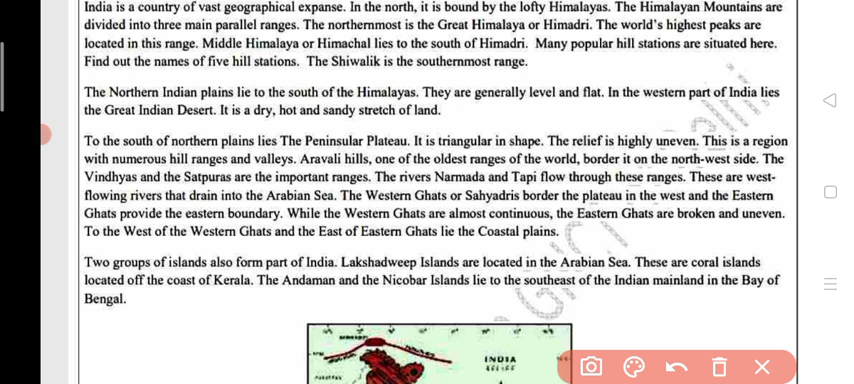 India is a country of vast geographical expanse. In the north, it is bound by the lofty Himalayas. The Himalayan Mountains are
divided into three main parallel ranges. The northernmost is the Great Himalaya or Himadri. The world's highest peaks are
located in this range. Middle Himalaya or Himachal lies to the south of Himadri. Many popular hill stations are situated here.
Find out the names of five hill stations. The Shiwalik is the southernmost range.
The Northern Indian plains lie to the south of the Himalayas. They are generally level and flat. In the western part of India lies
the Great Indian Desert. It is a dry, hot and sandy stretch of land.
To the south of northern plains lies The Peninsular Plateau. It is triangular in shape. The relief is highly uneven. This is a region
with numerous hill ranges and valleys. Aravali hills, one of the oldest ranges of the world, border it on the north-west side. The
Vindhyas and the Satpuras are the important ranges. The rivers Narmada and Tapi flow through these ranges. These are west-
flowing rivers that drain into the Arabian Sea. The Western Ghats or Sahyadris border the plateau in the west and the Eastern
Ghats provide the eastern boundary. While the Western Ghats are almost continuous, the Eastern Ghats are broken and uneven.
To the West of the Western Ghats and the East of Eastern Ghats lie the Coastal plains.
Two groups of islands also form part of India. Lakshadweep Islands are located in the Arabian Sea. These are coral islands
located off the coast of Kerala. The Andaman and the Nicobar Islands lie to the southeast of the Indian mainland in the Bay of
Bengal.
INDIA
RELIEF